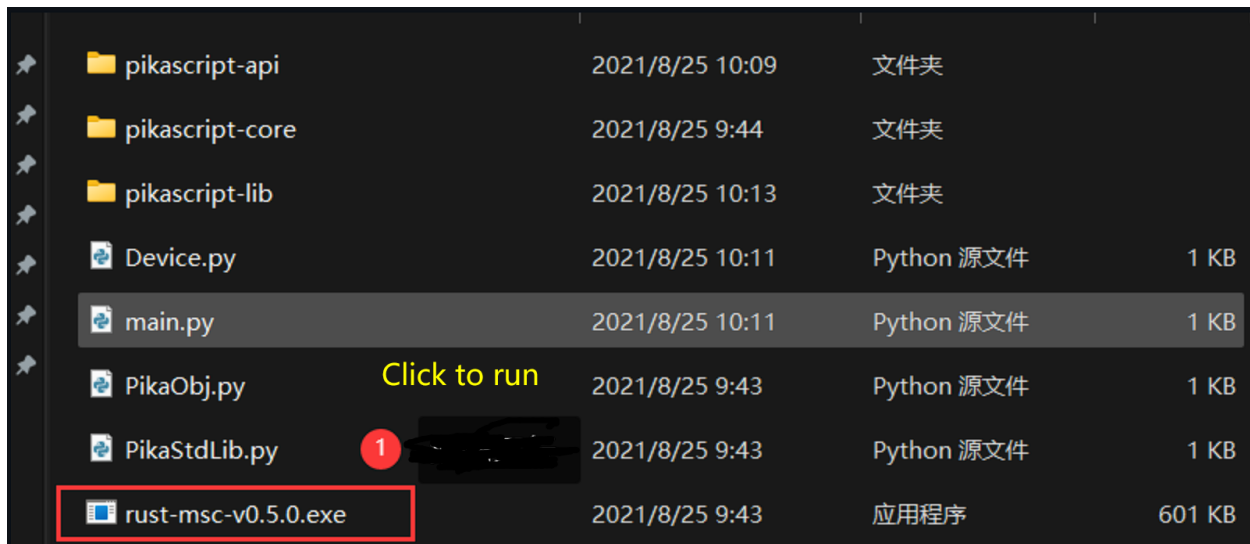 pikascript-api 2021/8/25 10:09 文件夹
pikascript-core 2021/8/25 9:44 文件夹
pikascript-lib 2021/8/25 10:13 文件夹
Device.py 2021/8/25 10:11 Python 源文件 1 KB
main.py 2021/8/25 10:11 Python 源文件 1 KB
Click to run
PikaObj.py 2021/8/25 9:43 Python 源文件 1 KB
PikaStdLib.py 1 2021/8/25 9:43 Python 源文件 1 KB
rust-msc-v0.5.0.exe 2021/8/25 9:43 应用程序 601 KB